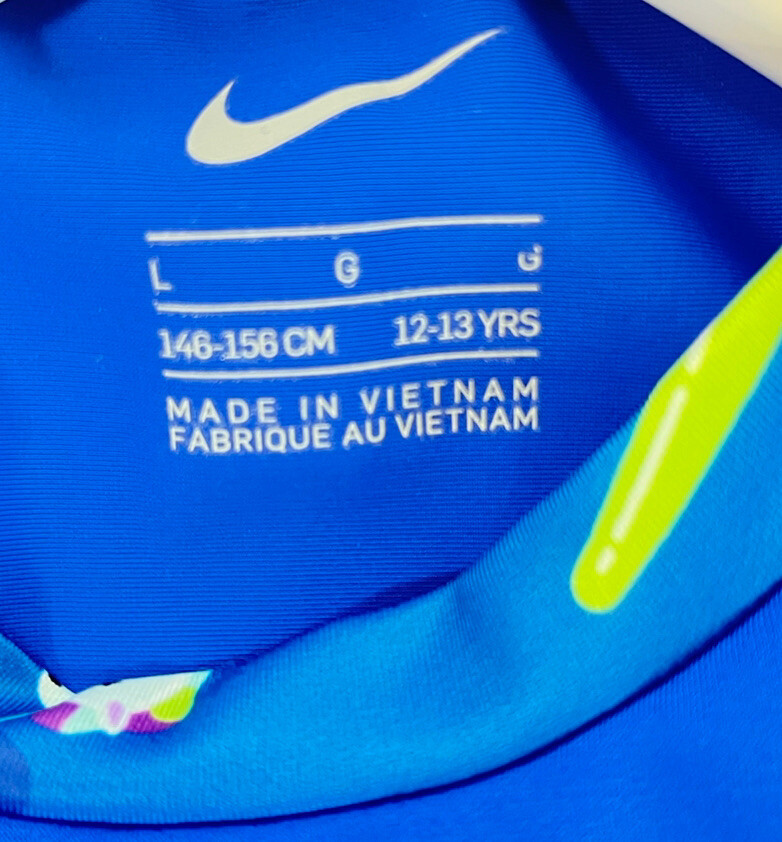 L G G
146-156 CM 12-13 YRS
MADE IN VIETNAM
FABRIQUE AU VIETNAM